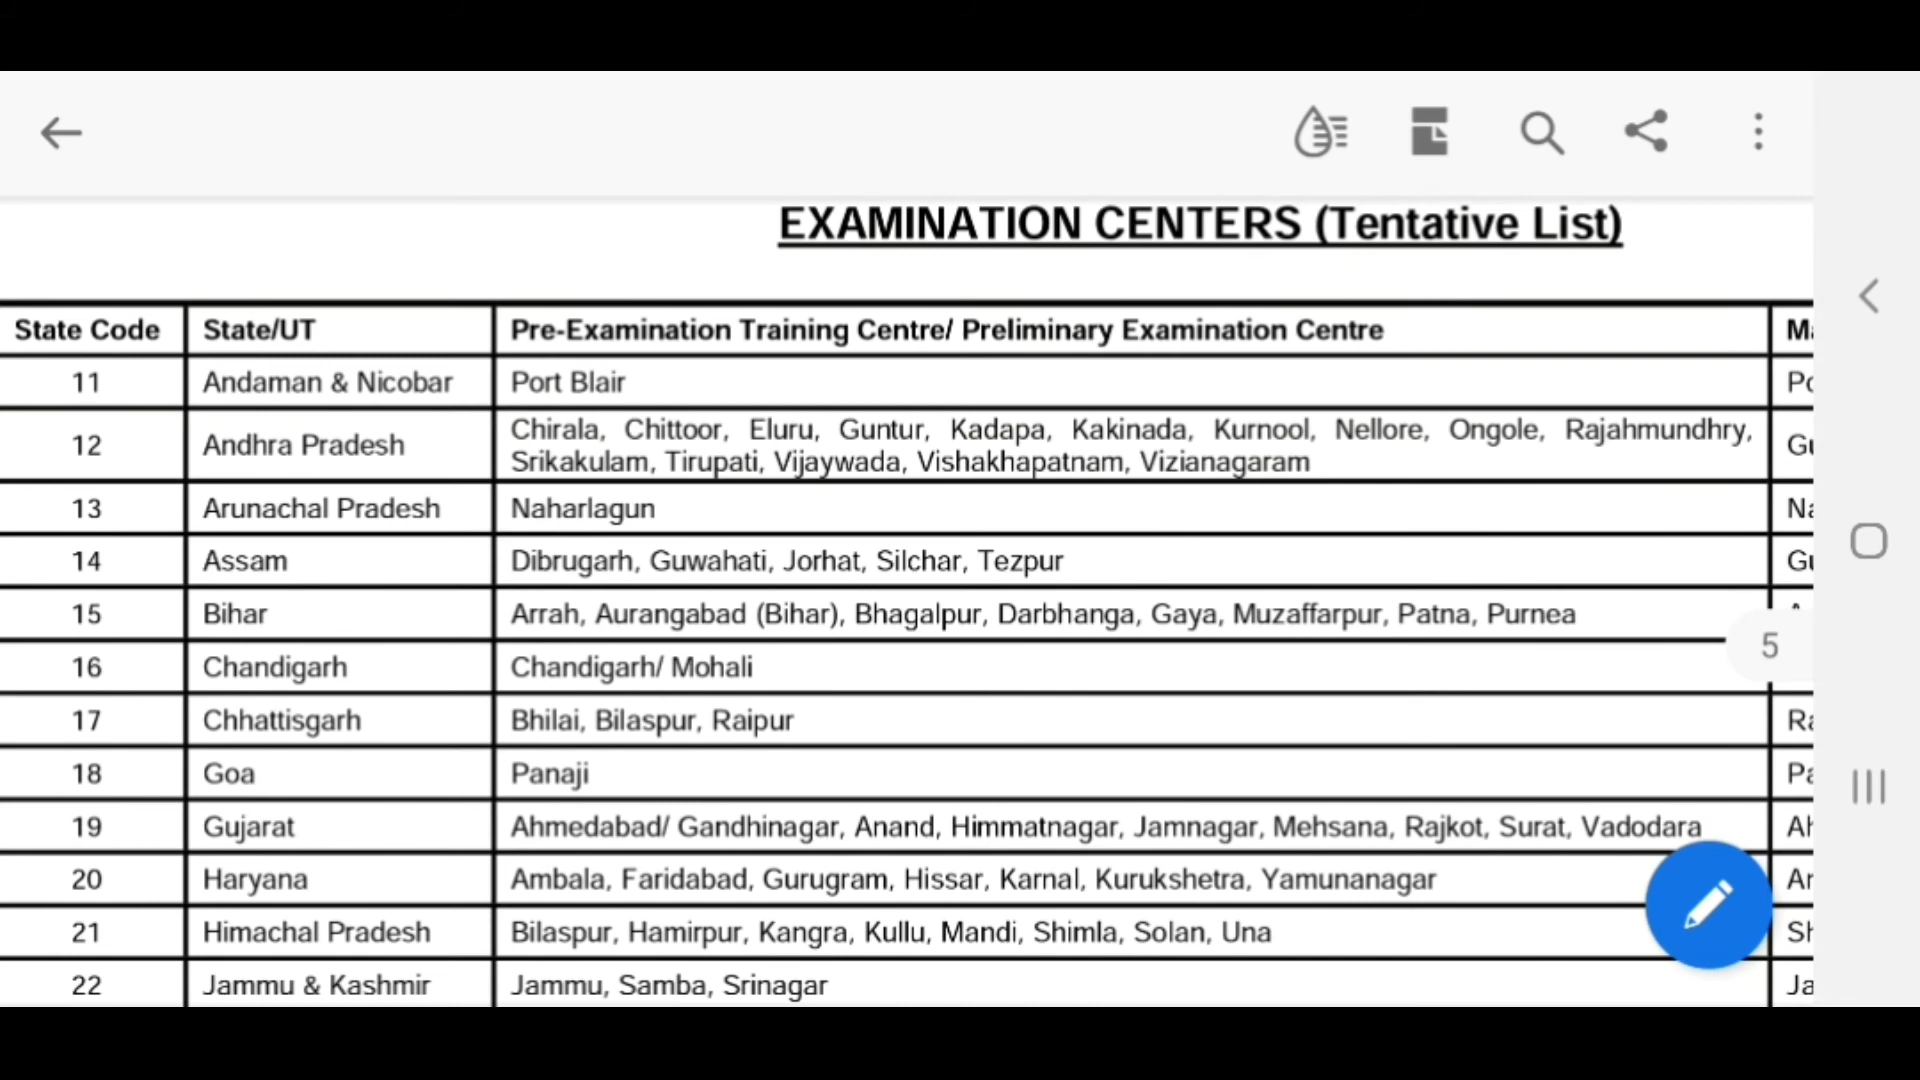 EXAMINATION CENTERS (Tentative List)
State Code State/UT Pre-Examination Training Centre/ Preliminary Examination Centre
11 Andaman & Nicobar Port Blair
12 Andhra Pradesh Chirala, Chittoor, Eluru, Guntur, Kadapa, Kakinada, Kurnool, Nellore, Ongole, Rajahmundhry,
Srikakulam, Tirupati, Vijaywada, Vishakhapatnam, Vizianagaram
13 Arunachal Pradesh Naharlagun
14 Assam Dibrugarh, Guwahati, Jorhat, Silchar, Tezpur
15 Bihar Arrah, Aurangabad (Bihar), Bhagalpur, Darbhanga, Gaya, Muzaffarpur, Patna, Purnea
5
16 Chandigarh Chandigarh/ Mohali
17 Chhattisgarh Bhilai, Bilaspur, Raipur
18 Goa Panaji
19 Gujarat Ahmedabad/ Gandhinagar, Anand, Himmatnagar, Jamnagar, Mehsana, Rajkot, Surat, Vadodara
20 Haryana Ambala, Faridabad, Gurugram, Hissar, Karnal, Kurukshetra, Yamunanagar
21 Himachal Pradesh Bilaspur, Hamirpur, Kangra, Kullu, Mandi, Shimla, Solan, Una
22 Jammu & Kashmir Jammu, Samba, Srinagar